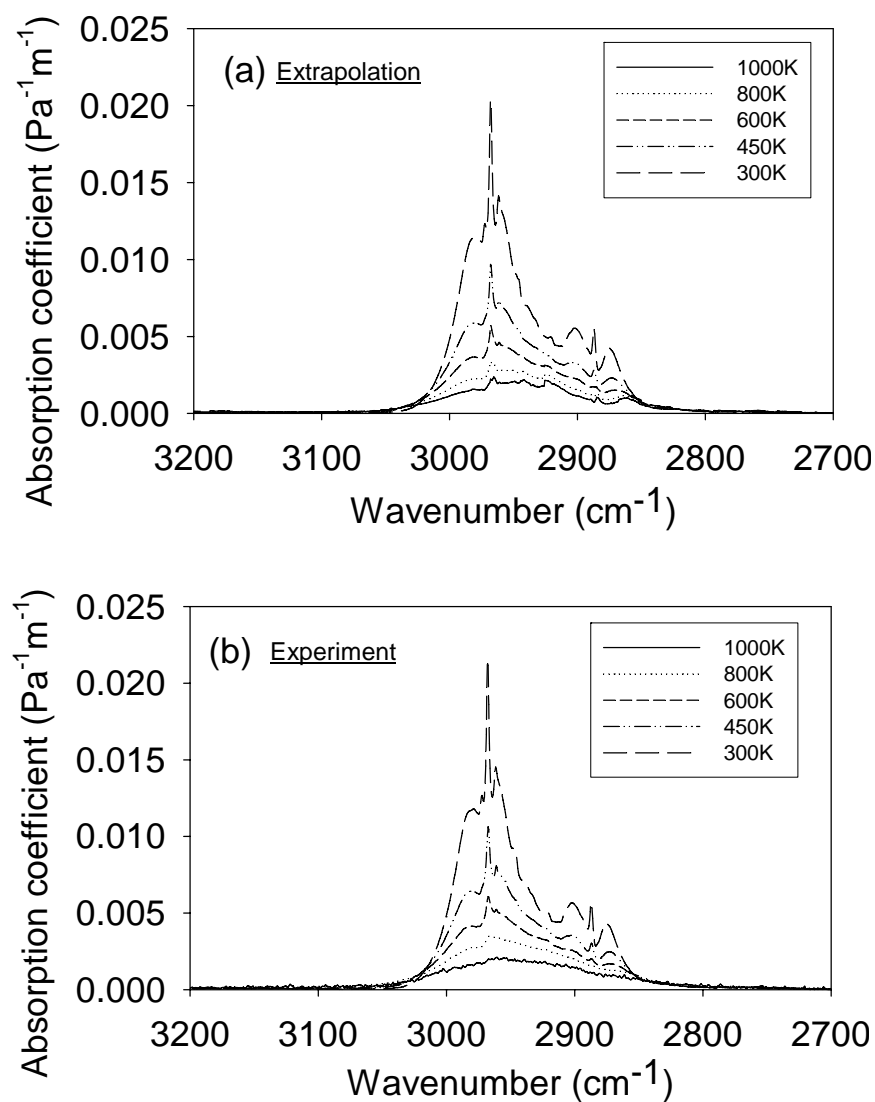 Absorption coefficient (Pa-1m-1)
0.025
0.020
0.015
0.010
0.005
0.000
(a) Extrapolation
1000K
800K
600K
450K
300K
3200 3100 3000 2900 2800 2700
Wavenumber (cm-1)
Absorption coefficient (Pa-1m-1)
0.025
0.020
0.015
0.010
0.005
0.000
(b) Experiment
1000K
800K
600K
450K
300K
3200 3100 3000 2900 2800 2700
Wavenumber (cm-1)